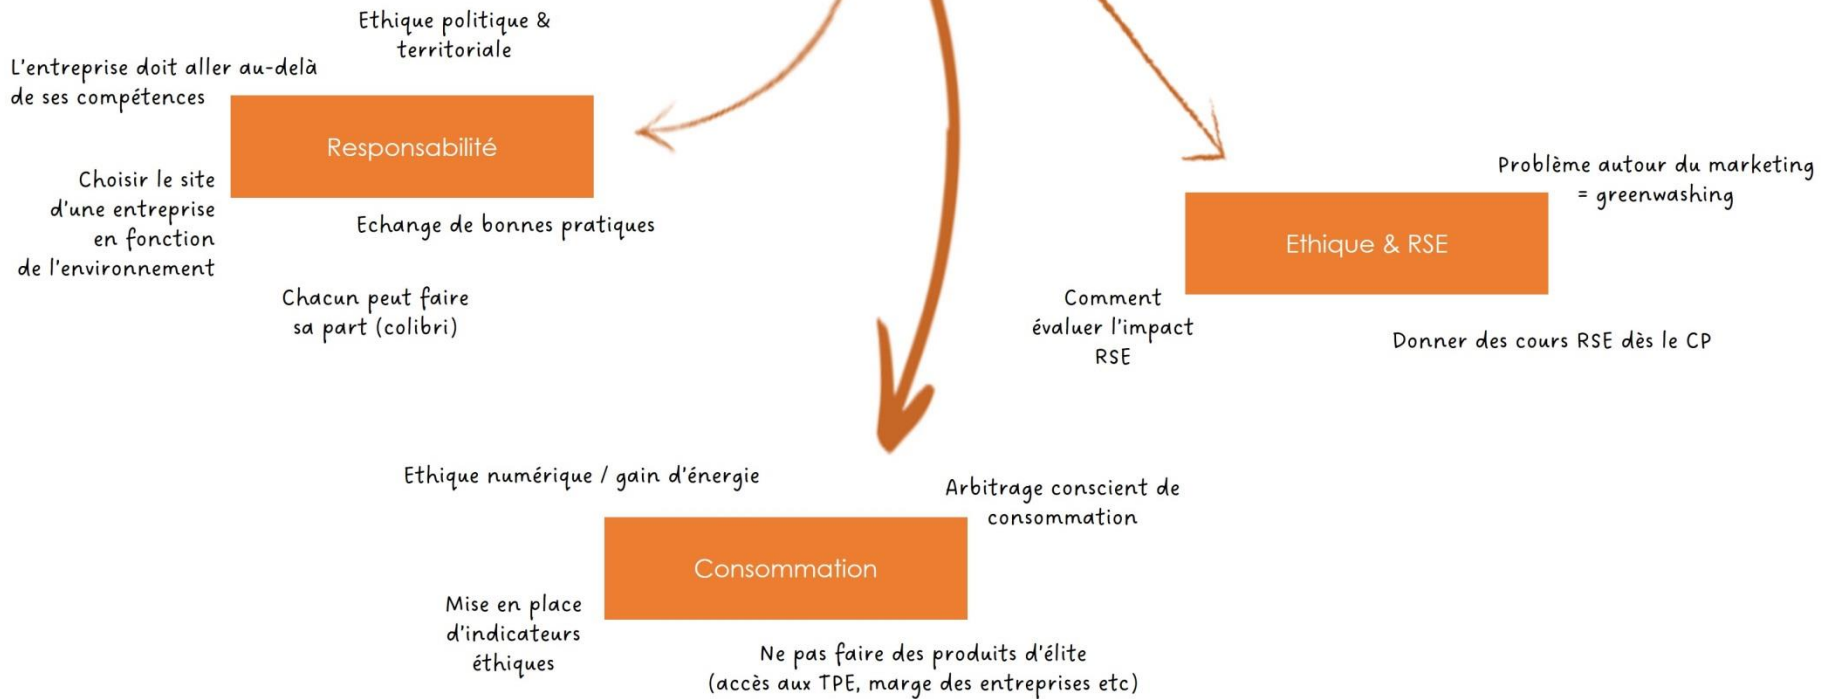 Ethique politique &
territoriale
L'entreprise doit aller au-delà
de ses compétences
Responsabilité
Choisir le site
d'une entreprise
en fonction
de l'environnement
Echange de bonnes pratiques
Chacun peut faire
sa part (colibri)
Problème autour du marketing
= greenwashing
Ethique & RSE
Comment
évaluer l'impact
RSE
Donner des cours RSE dès le CP
Ethique numérique / gain d'énergie
Arbitrage conscient de
consommation
Consommation
Mise en place
d'indicateurs
éthiques
Ne pas faire des produits d'élite
(accès aux TPE, marge des entreprises etc)